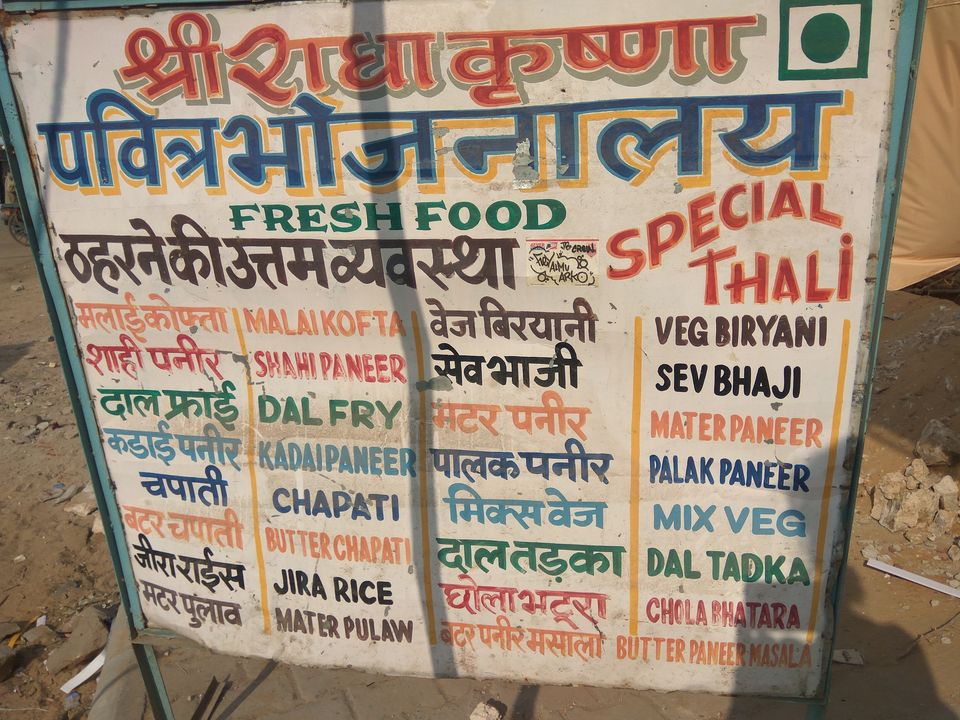 श्री राधा कृष्णा
पवित्र भोजनालय
FRESH FOOD
ठहरने की उत्तम व्यवस्था
SPECIAL
THALi
मलाई कोफ्ता MALAI KOFTA वेज बिरयानी VEG BIRYANI
शाही पनीर SHAHI PANEER सेव भाजी SEV BHAJI
दाल फ्राई DAL FRY मटर पनीर MATER PANEER
कडाई पनीर KADAI PANEER पालक पनीर PALAK PANEER
चपाती CHAPATI मिक्स वेज MIX VEG
बटर चपाती BUTTER CHAPATI दाल तड़का DAL TADKA
जीरा राईस JIRA RICE छोला भटूरा CHOLA BHATARA
मटर पुलाव MATER PULAW बटर पनीर मसाला BUTTER PANEER MASALA